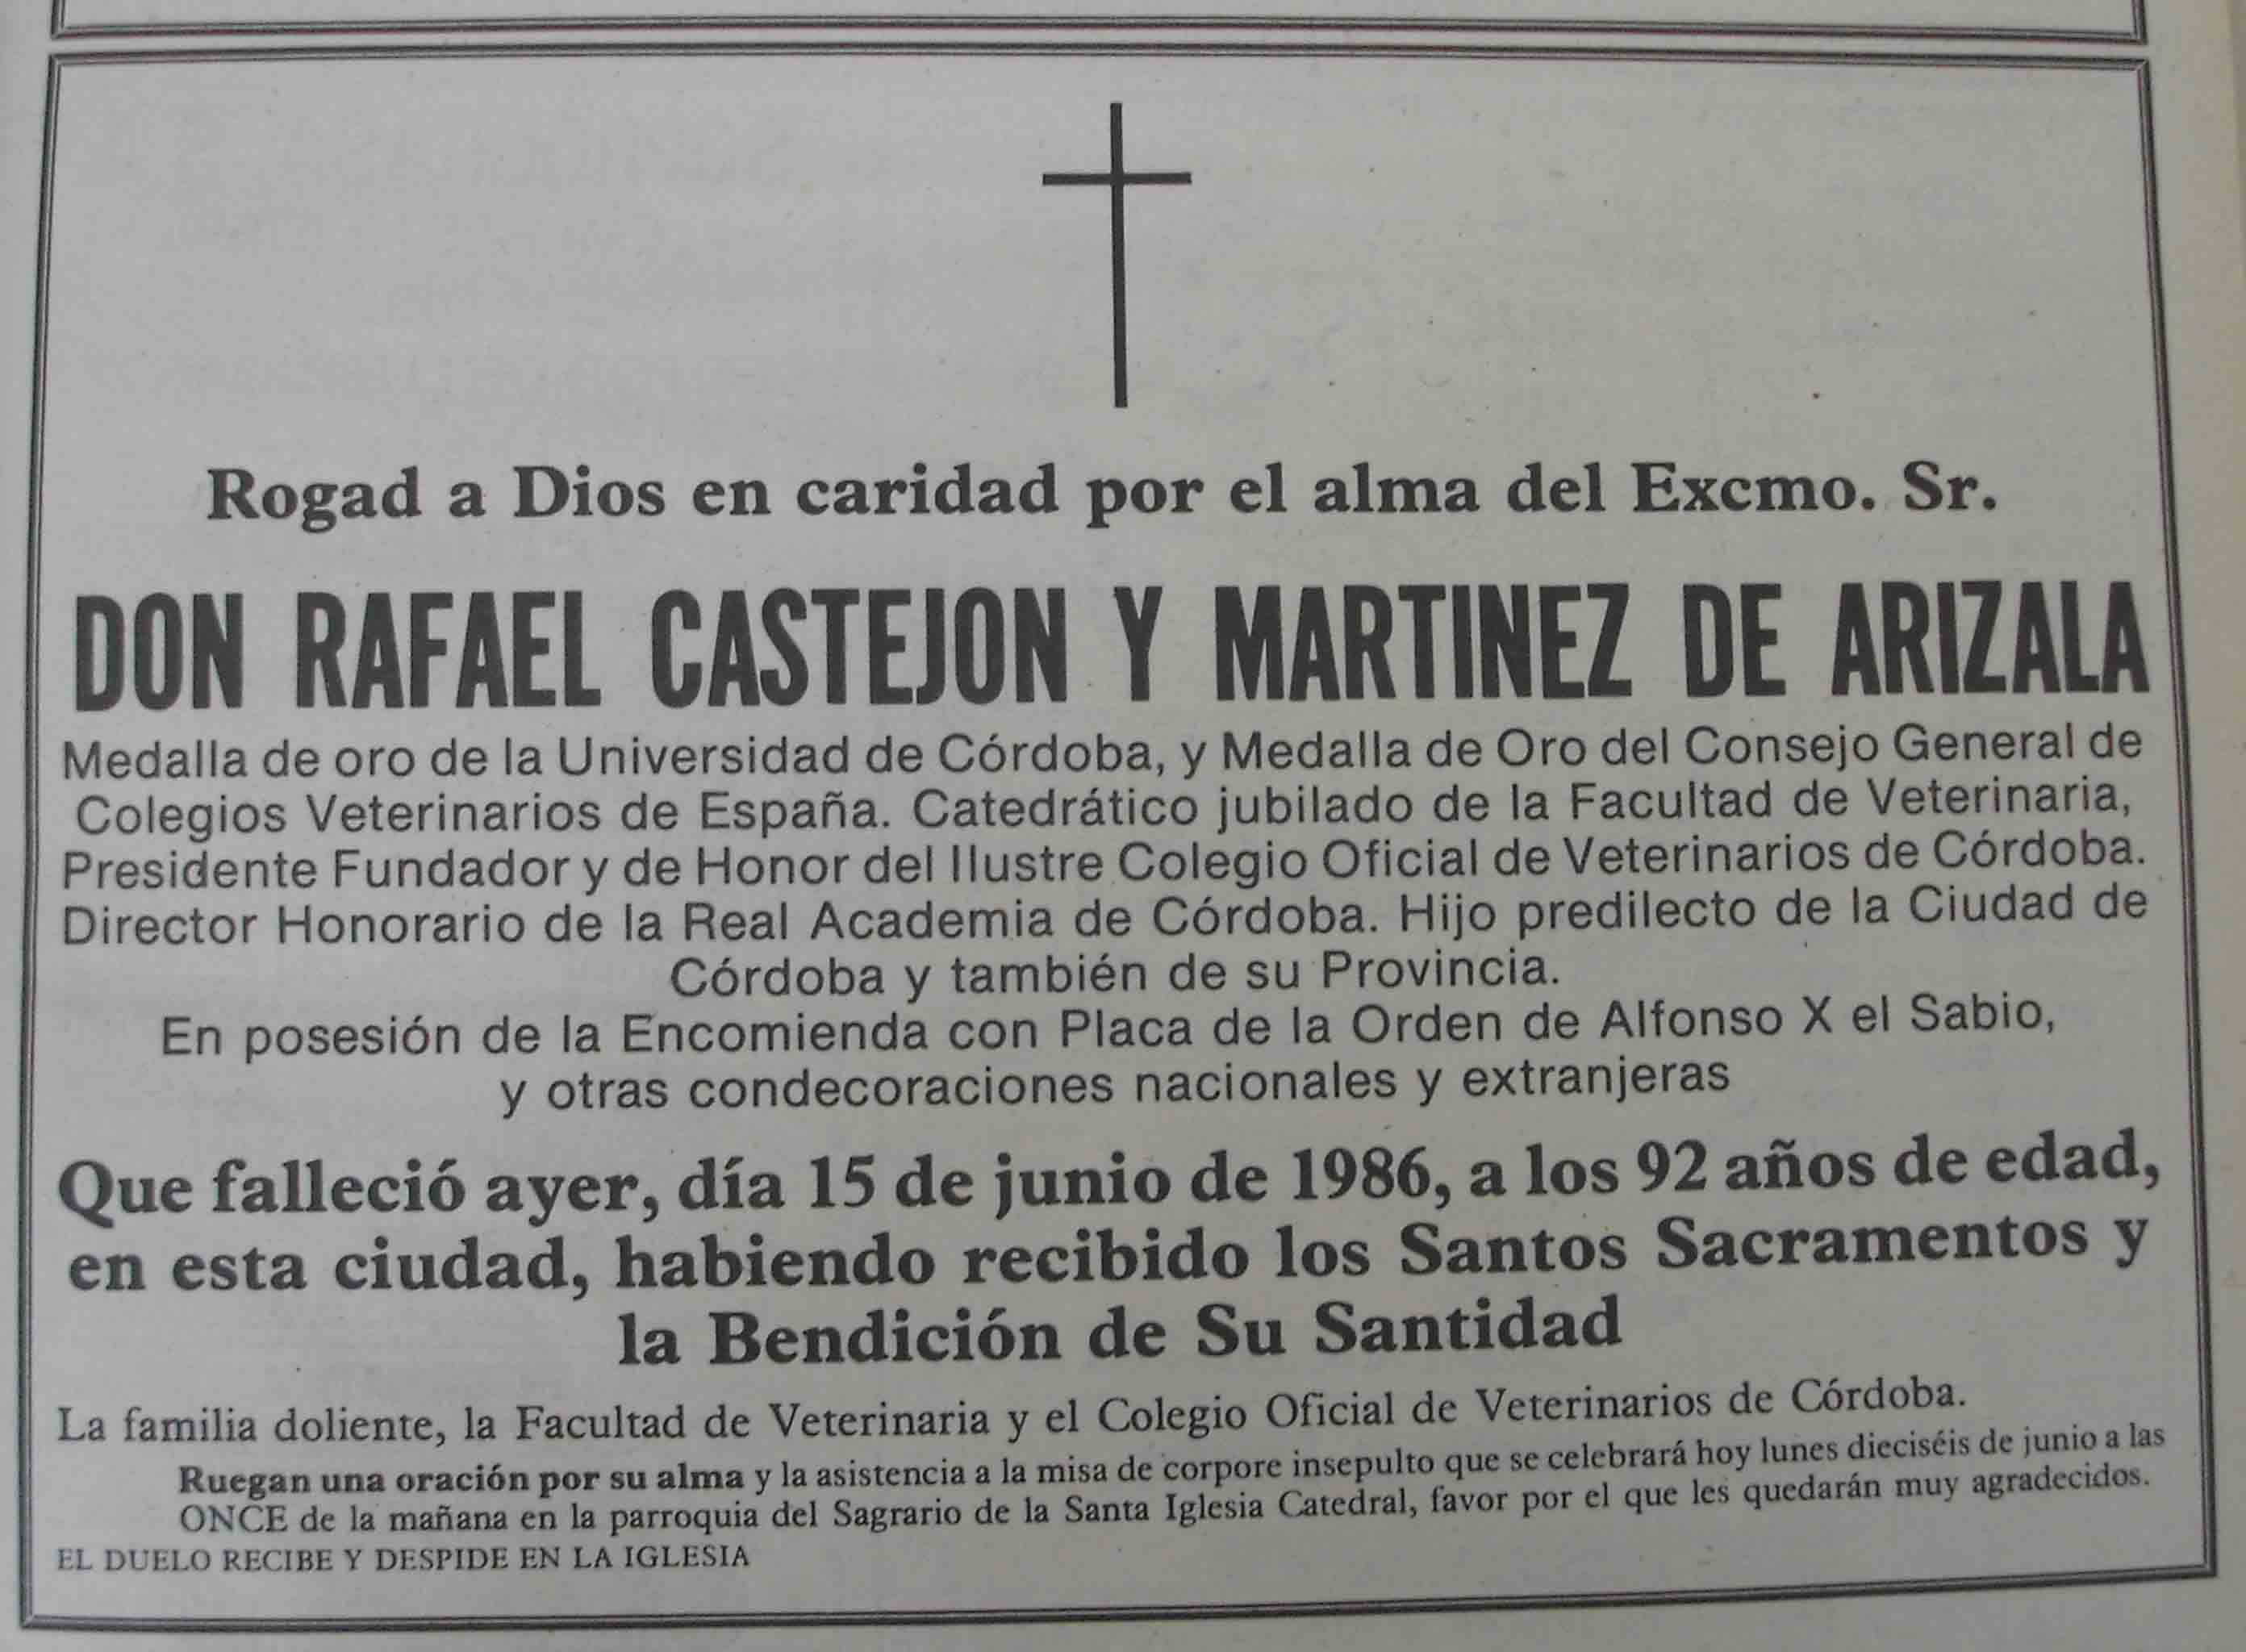 Rogad a Dios en caridad por el alma del Excmo. Sr.
DON RAFAEL CASTEJON Y MARTINEZ DE ARIZALA
Medalla de oro de la Universidad de Córdoba, y Medalla de Oro del Consejo General de
Colegios Veterinarios de España. Catedrático jubilado de la Facultad de Veterinaria,
Presidente Fundador y de Honor del Ilustre Colegio Oficial de Veterinarios de Córdoba.
Director Honorario de la Real Academia de Córdoba. Hijo predilecto de la Ciudad de
Córdoba y también de su Provincia.
En posesión de la Encomienda con Placa de la Orden de Alfonso X el Sabio,
y otras condecoraciones nacionales y extranjeras
Que falleció ayer, día 15 de junio de 1986, a los 92 años de edad,
en esta ciudad, habiendo recibido los Santos Sacramentos y
la Bendición de Su Santidad
La familia doliente, la Facultad de Veterinaria y el Colegio Oficial de Veterinarios de Córdoba.
Ruegan una oración por su alma y la asistencia a la misa de corpore insepulto que se celebrará hoy lunes dieciséis de junio a las
ONCE de la mañana en la parroquia del Sagrario de la Santa Iglesia Catedral, favor por el que les quedarán muy agradecidos.
EL DUELO RECIBE Y DESPIDE EN LA IGLESIA